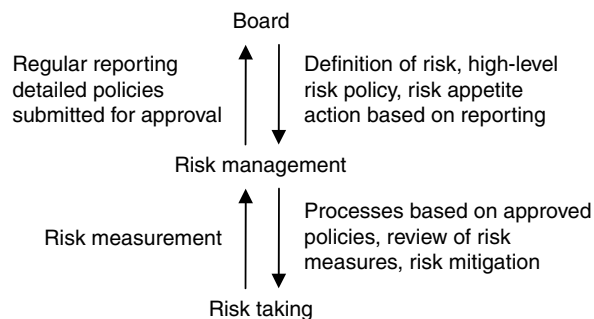 Board
Regular reporting
detailed policies
submitted for approval
Definition of risk, high-level
risk policy, risk appetite
action based on reporting
Risk management
Risk measurement
Processes based on approved
policies, review of risk
measures, risk mitigation
Risk taking